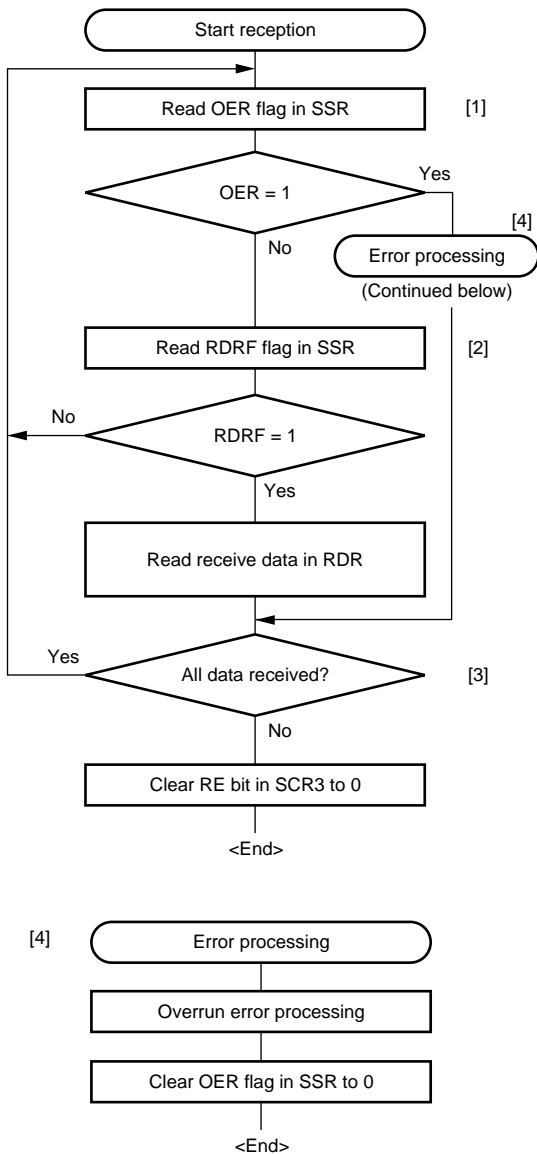 Start reception
Read OER flag in SSR
[1]
Yes
OER = 1
[4]
No
Error processing
(Continued below)
Read RDRF flag in SSR
[2]
No
RDRF = 1
Yes
Read receive data in RDR
Yes
All data received?
[3]
No
Clear RE bit in SCR3 to 0
<End>
[4]
Error processing
Overrun error processing
Clear OER flag in SSR to 0
<End>